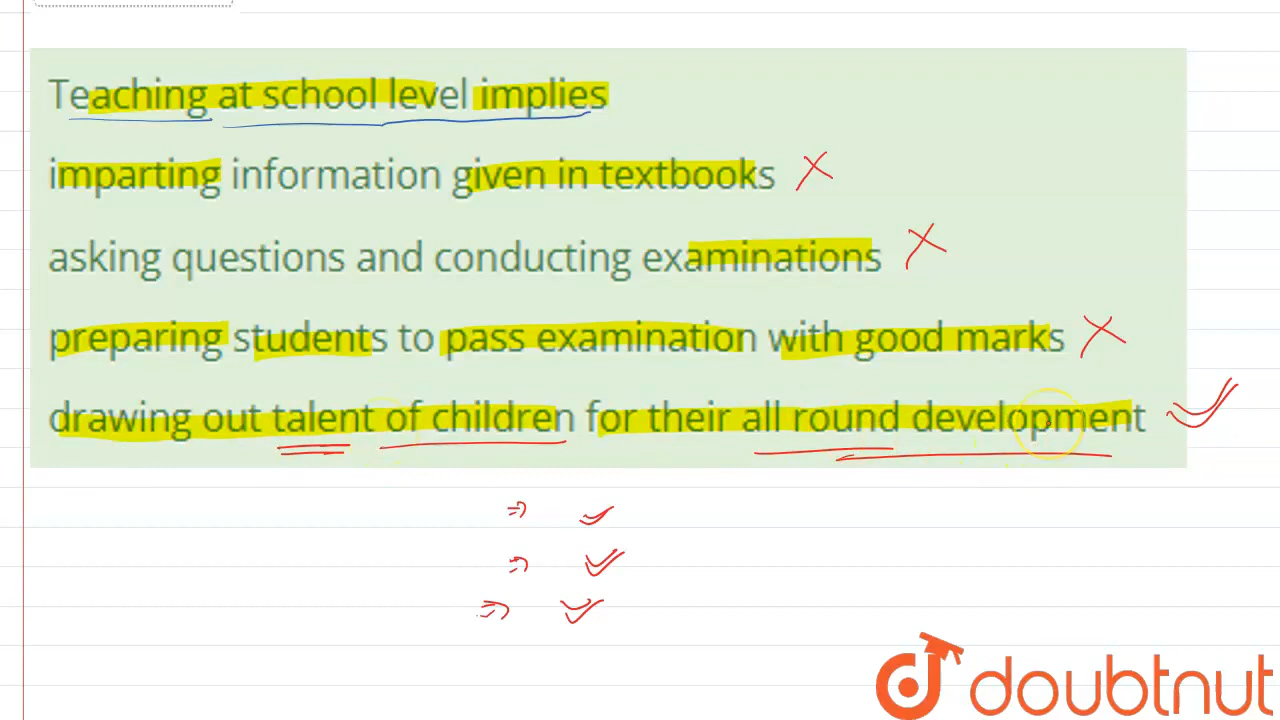 Teaching at school level implies
imparting information given in textbooks
asking questions and conducting examinations
preparing students to pass examination with good marks
drawing out talent of children for their all round development
doubtnut